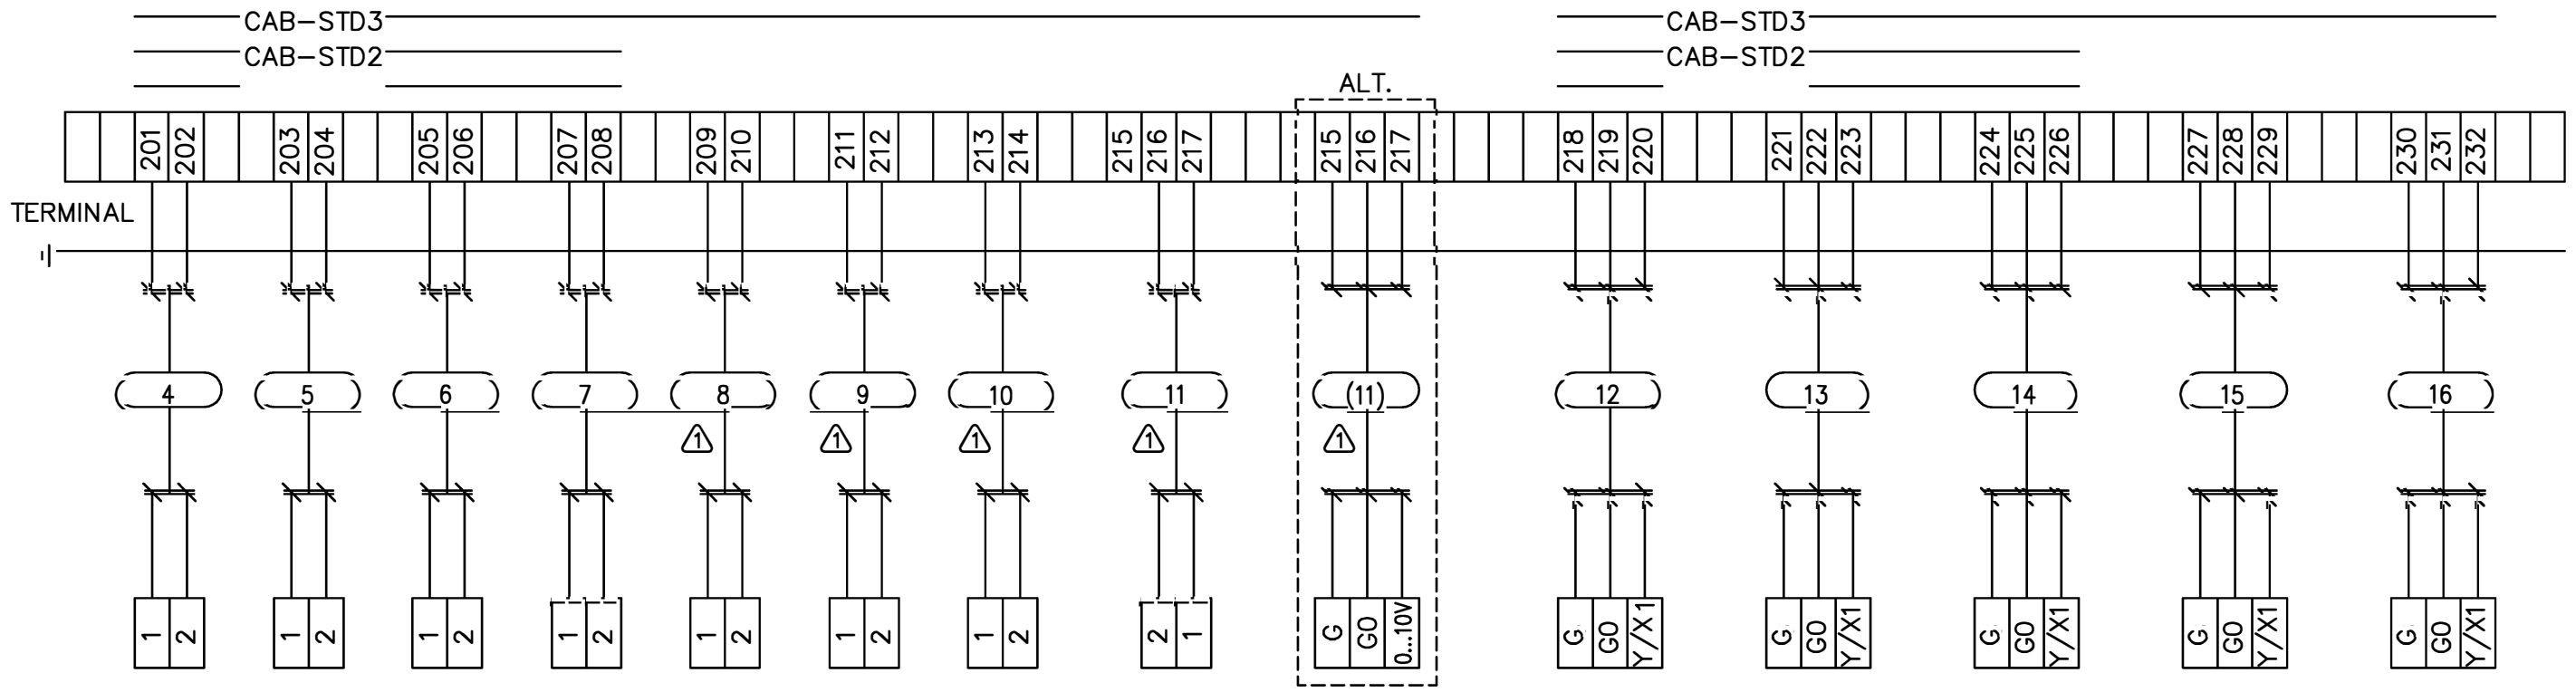 CAB-STD3 CAB-STD3
CAB-STD2 CAB-STD2
ALT.
201 202 203 204 205 206 207 208 209 210 211 212 213 214 215 216 217 215 216 217 218 219 220 221 222 223 224 225 226 227 228 229 230 231 232
TERMINAL
4 5 6 7 8 9 10 11 (11) 12 13 14 15 16
1 1 1 1 1
1 2 1 2 1 2 1 2 1 2 1 2 1 2 2 1 G G0 0...10V G G0 Y/X1 G G0 Y/X1 G G0 Y/X1 G G0 Y/X1 G G0 Y/X1